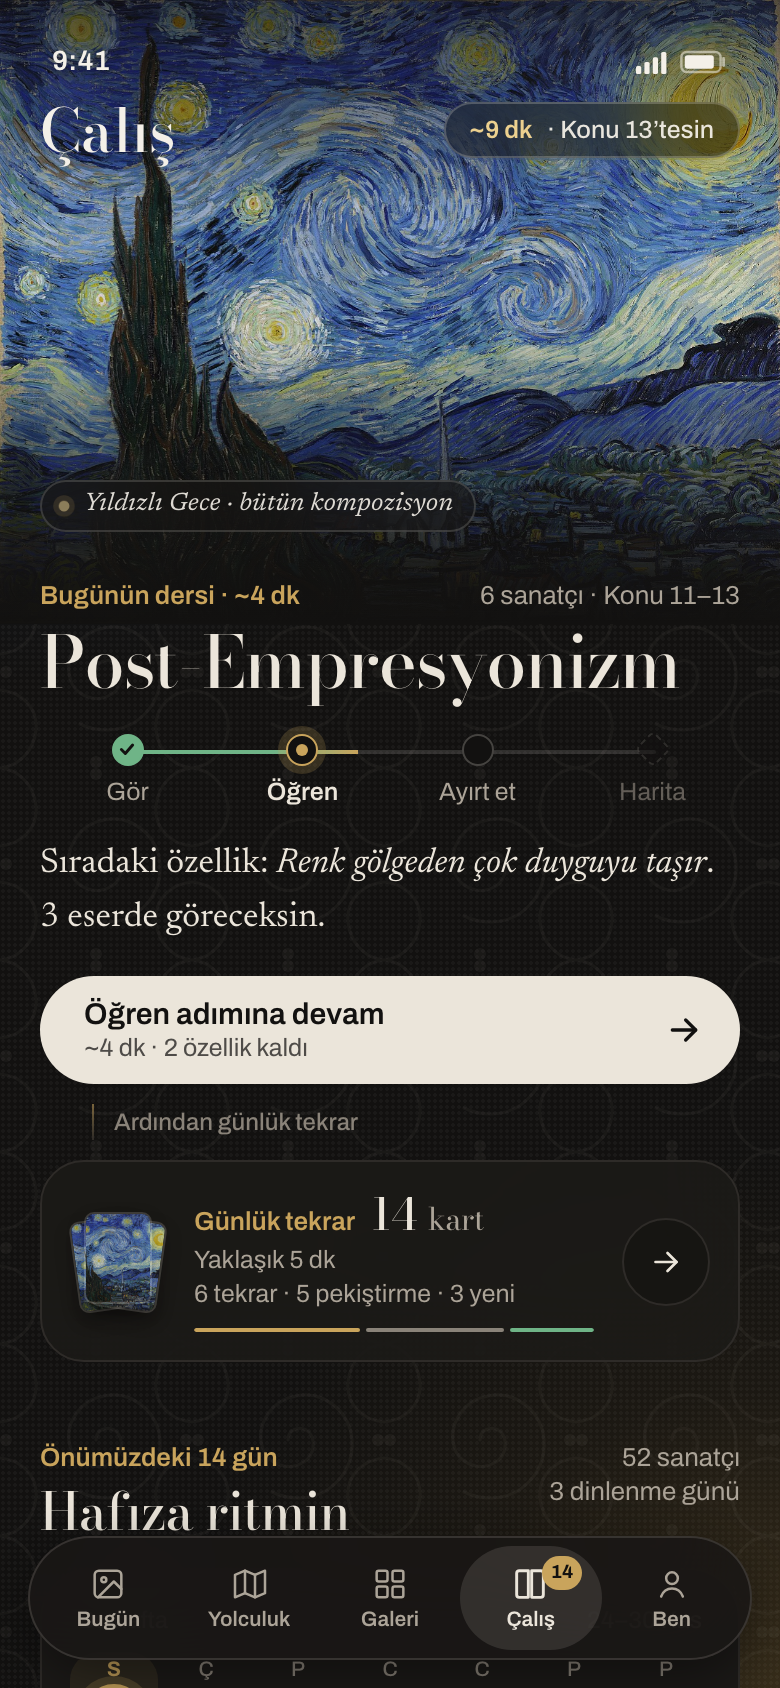 9:41
Çalış
~9 dk · Konu 13’tesin
Yıldızlı Gece · bütün kompozisyon
Bugünün dersi · ~4 dk
6 sanatçı · Konu 11–13
Post-Empresyonizm
Gör
Öğren
Ayırt et
Harita
Sıradaki özellik: Renk gölgeden çok duyguyu taşır.
3 eserde göreceksin.
Öğren adımına devam
~4 dk · 2 özellik kaldı
Ardından günlük tekrar
Günlük tekrar 14 kart
Yaklaşık 5 dk
6 tekrar · 5 pekiştirme · 3 yeni
Önümüzdeki 14 gün
52 sanatçı
3 dinlenme günü
Hafıza ritmin
14
Bugün
Yolculuk
Galeri
Çalış
Ben
S Ç P C C P P